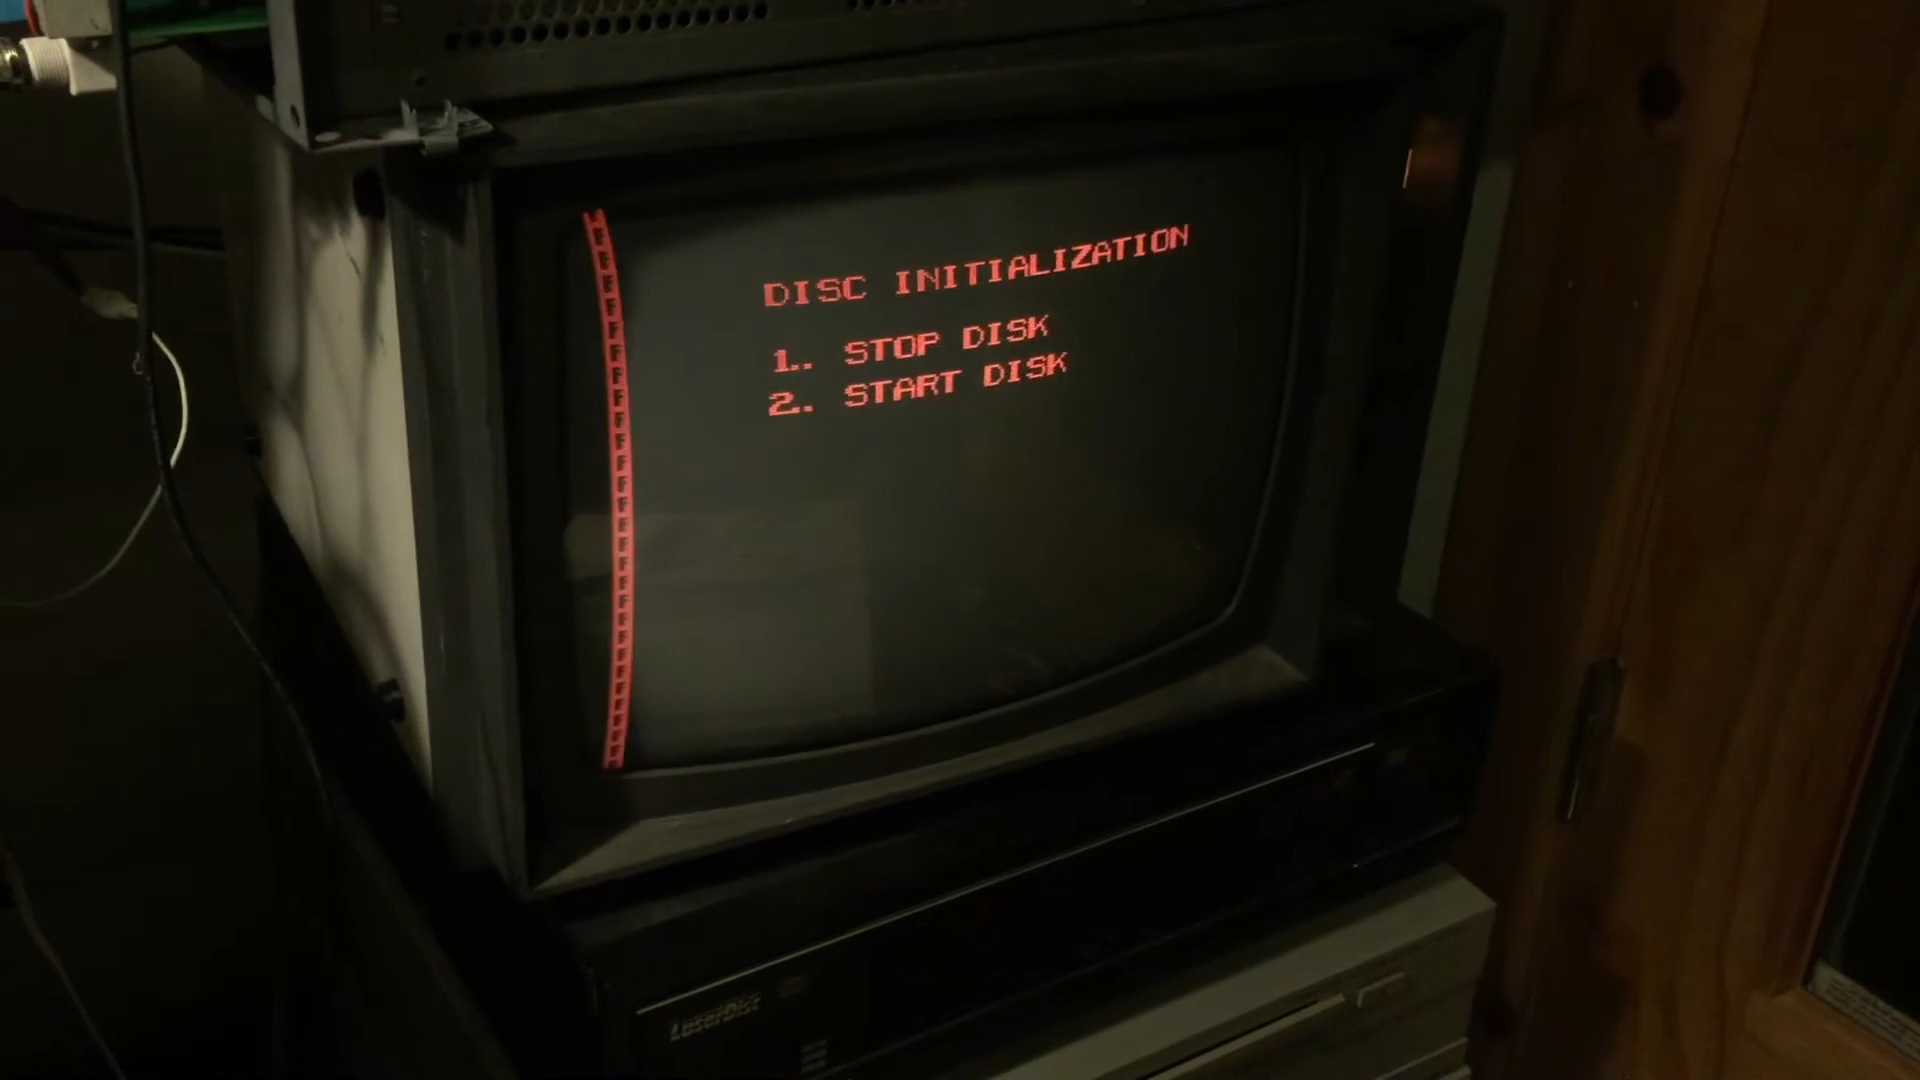 DISC INITIALIZATION
1.. STOP DISK
2.. START DISK
LaserDisc